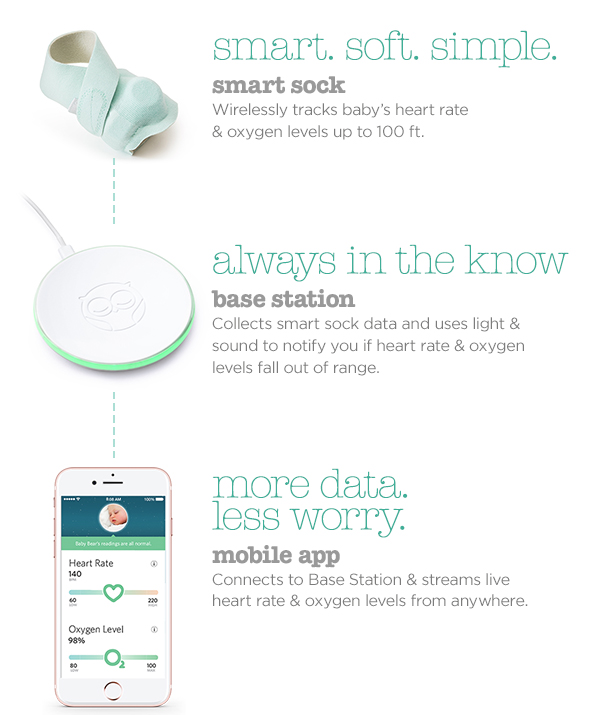 smart. soft. simple.
smart sock
Wirelessly tracks baby's heart rate
& oxygen levels up to 100 ft.
always in the know
base station
Collects smart sock data and uses light &
sound to notify you if heart rate & oxygen
levels fall out of range.
more data.
less worry.
mobile app
Connects to Base Station & streams live
heart rate & oxygen levels from anywhere.
100%
Baby Bear's readings are all normal.
Heart Rate
140
BPM
60
220
Oxygen Level
98%
O2
80
100